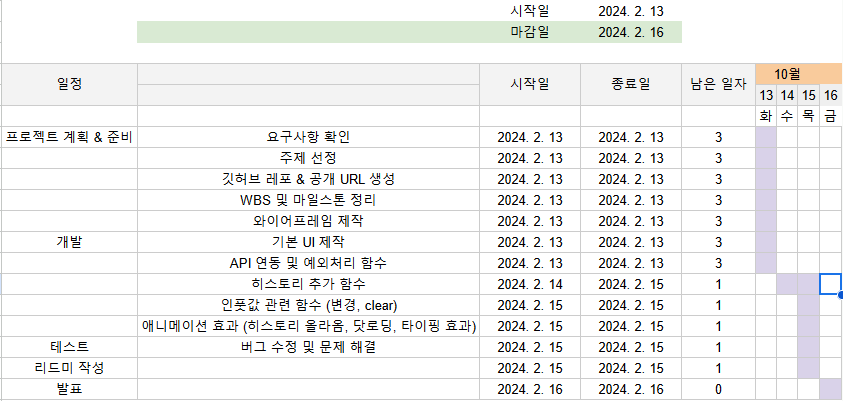 시작일 2024. 2. 13
마감일 2024. 2. 16
일정 시작일 종료일 남은 일자 10월
13 14 15 16
화 수 목 금
프로젝트 계획 & 준비 요구사항 확인 2024. 2. 13 2024. 2. 13 3
주제 선정 2024. 2. 13 2024. 2. 13 3
깃허브 레포 & 공개 URL 생성 2024. 2. 13 2024. 2. 13 3
WBS 및 마일스톤 정리 2024. 2. 13 2024. 2. 13 3
와이어프레임 제작 2024. 2. 13 2024. 2. 13 3
개발 기본 UI 제작 2024. 2. 13 2024. 2. 13 3
API 연동 및 예외처리 함수 2024. 2. 13 2024. 2. 13 3
히스토리 추가 함수 2024. 2. 14 2024. 2. 15 1
인풋값 관련 함수 (변경, clear) 2024. 2. 15 2024. 2. 15 1
애니메이션 효과 (히스토리 올라옴, 닷로딩, 타이핑 효과) 2024. 2. 15 2024. 2. 15 1
테스트 버그 수정 및 문제 해결 2024. 2. 15 2024. 2. 15 1
리드미 작성 2024. 2. 15 2024. 2. 15 1
발표 2024. 2. 16 2024. 2. 16 0